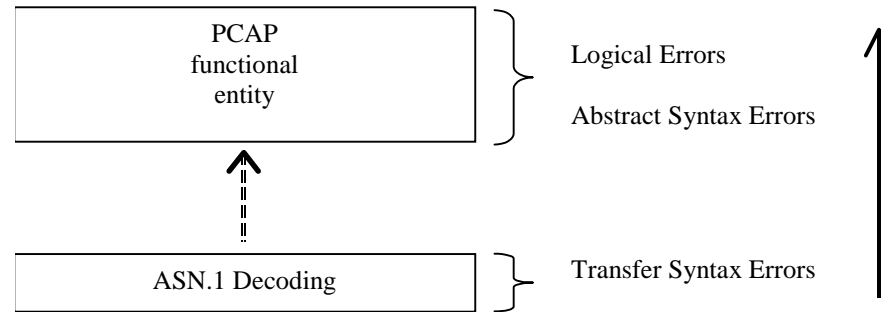 PCAP
functional
entity
Logical Errors
Abstract Syntax Errors
ASN.1 Decoding
Transfer Syntax Errors